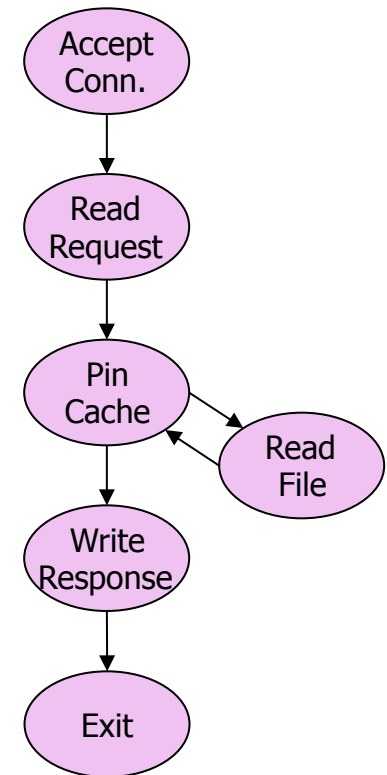 Accept
Conn.
Read
Request
Pin
Cache
Read
File
Write
Response
Exit